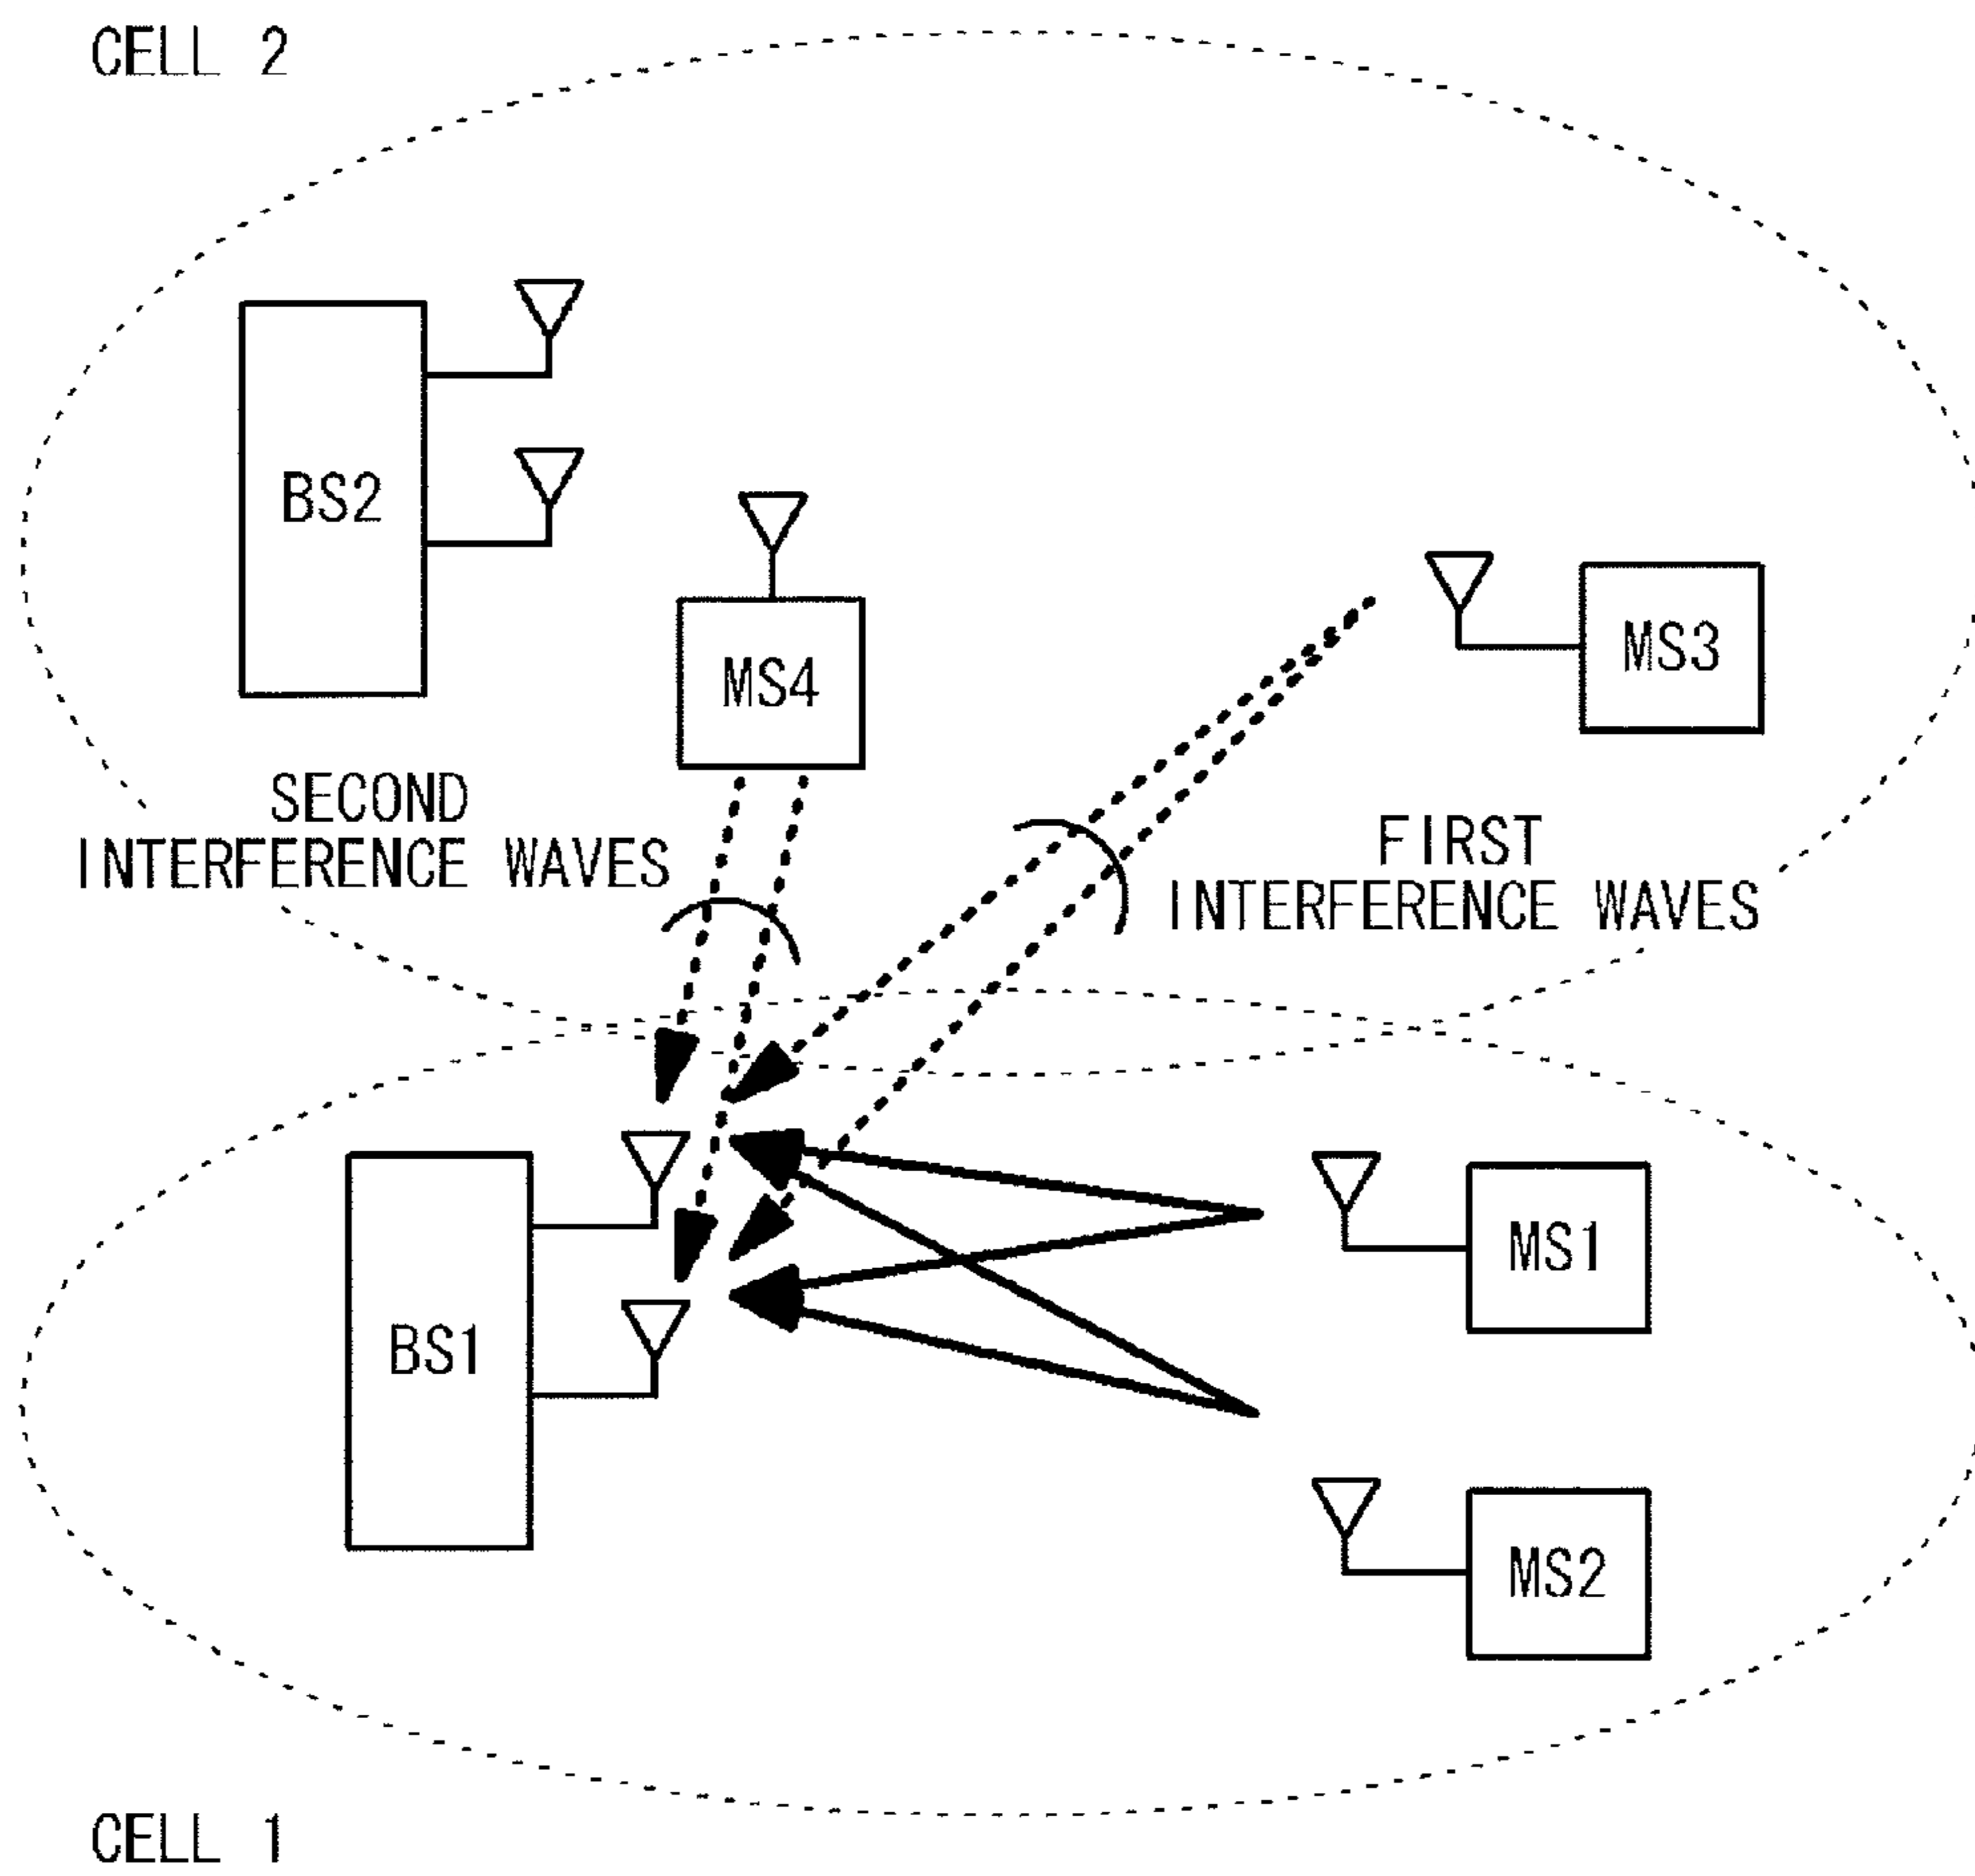 CELL 2
BS2
MS4
MS3
SECOND
INTERFERENCE WAVES
FIRST
INTERFERENCE WAVES
BS1
MS1
MS2
CELL 1